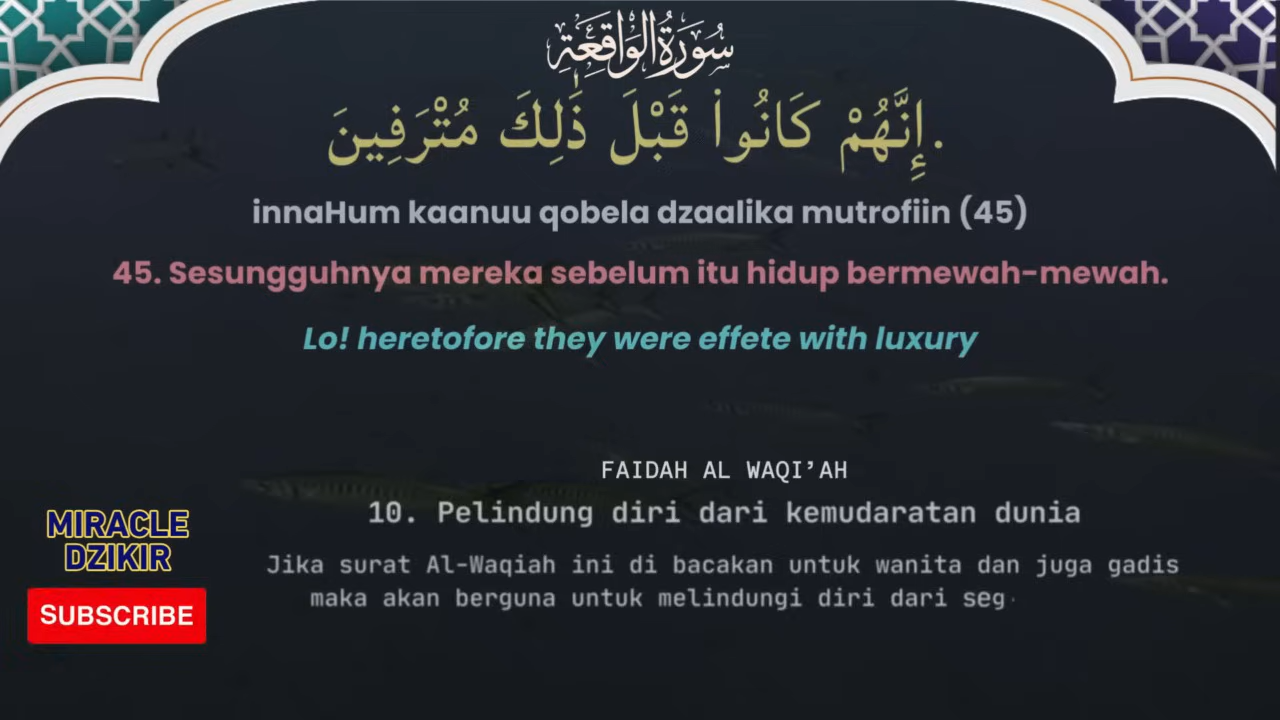 سُورَةُ الْوَاقِعَةِ
إِنَّهُمْ كَانُوا۟ قَبْلَ ذَٰلِكَ مُتْرَفِينَ.
innaHum kaanuu qobela dzaalika mutrofiin (45)
45. Sesungguhnya mereka sebelum itu hidup bermewah-mewah.
Lo! heretofore they were effete with luxury
FAIDAH AL WAQI’AH
10. Pelindung diri dari kemudaratan dunia
Jika surat Al-Waqiah ini di bacakan untuk wanita dan juga gadis
maka akan berguna untuk melindungi diri dari seg
MIRACLE
DZIKIR
SUBSCRIBE